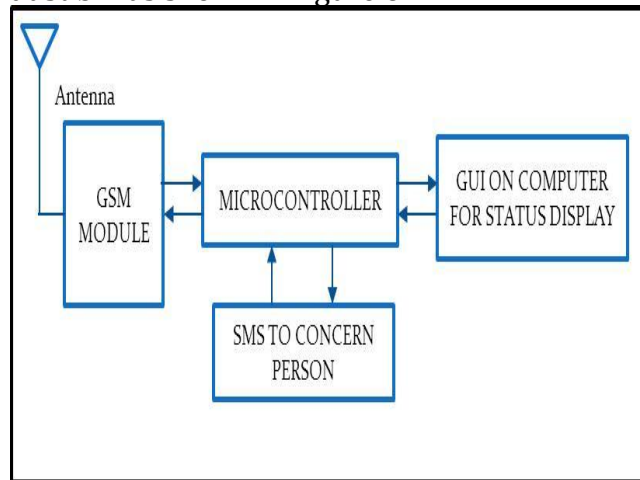 Antenna
GSM
MODULE
MICROCONTROLLER
GUI ON COMPUTER
FOR STATUS DISPLAY
SMS TO CONCERN
PERSON